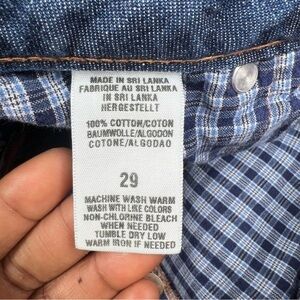 MADE IN SRI LANKA
FABRIQUE AU SRI LANKA
IN SRI LANKA
HERGESTELLT
100% COTTON/COTON
BAUMWOLLE/ALGODON
COTONE/ALGODAO
29
MACHINE WASH WARM
WASH WITH LIKE COLORS
NON-CHLORINE BLEACH
WHEN NEEDED
TUMBLE DRY LOW
WARM IRON IF NEEDED